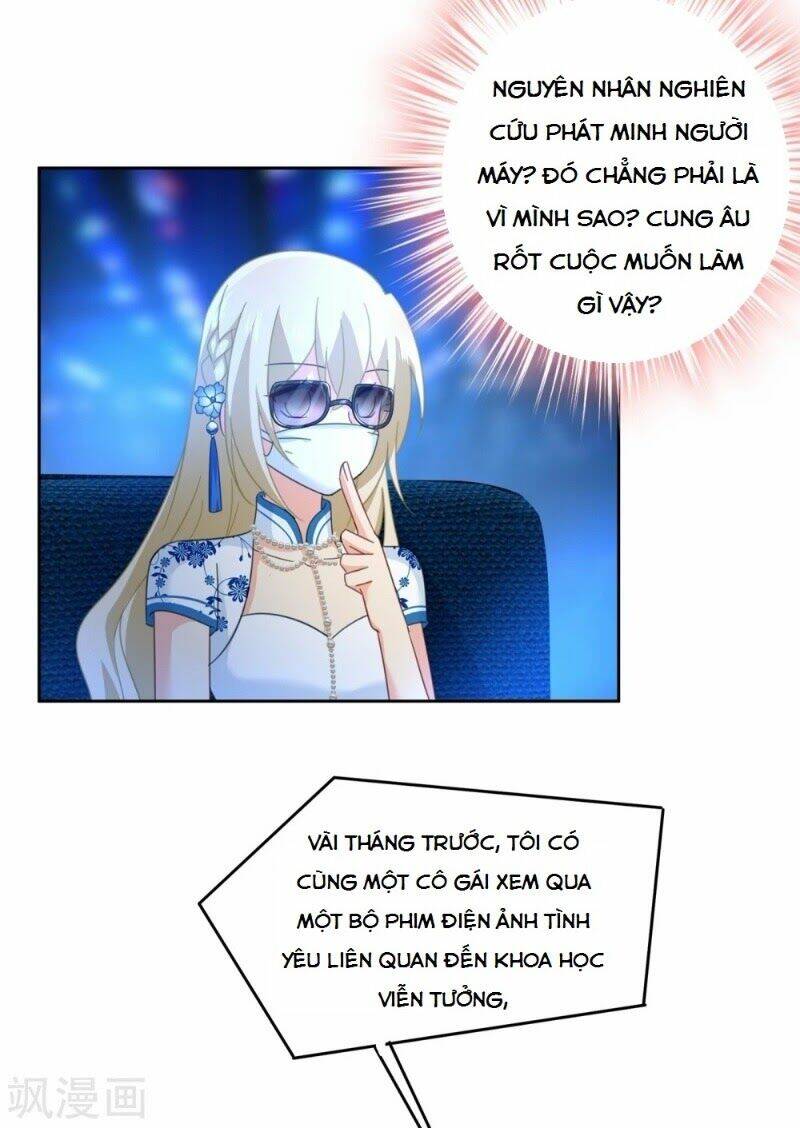 NGUYÊN NHÂN NGHIÊN
CỨU PHÁT MINH NGƯỜI
MÁY? ĐÓ CHẲNG PHẢI LÀ
VÌ MÌNH SAO? CUNG ÂU
RỐT CUỘC MUỐN LÀM
GÌ VẬY?
VÀI THÁNG TRƯỚC, TÔI CÓ
CÙNG MỘT CÔ GÁI XEM QUA
MỘT BỘ PHIM ĐIỆN ẢNH TÌNH
YÊU LIÊN QUAN ĐẾN KHOA HỌC
VIỄN TƯỞNG,
飒漫画